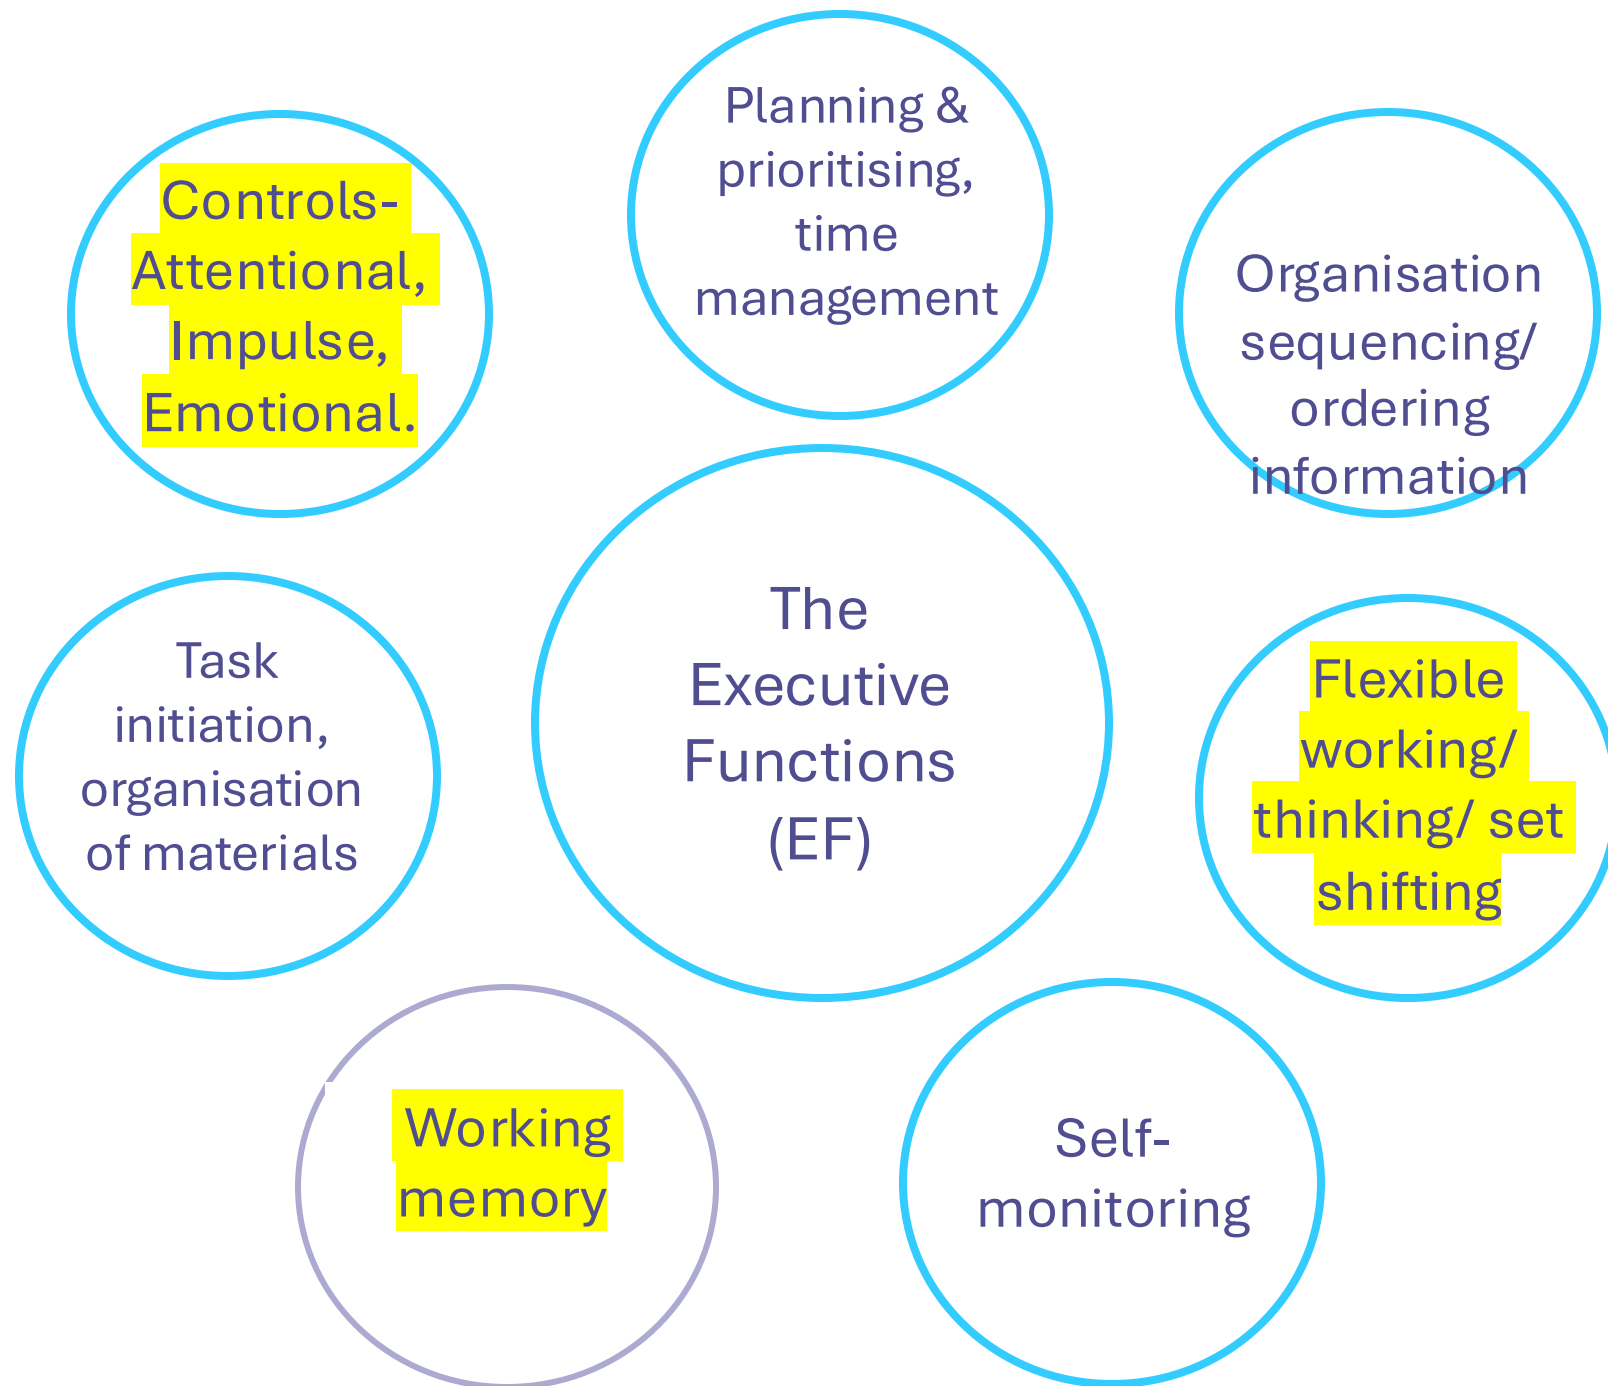 Planning &
prioritising,
time
management
Controls-
Attentional,
Impulse,
Emotional.
Organisation
sequencing/
ordering
information
The
Executive
Functions
(EF)
Task
initiation,
organisation
of materials
Flexible
working/
thinking/ set
shifting
Working
memory
Self-
monitoring